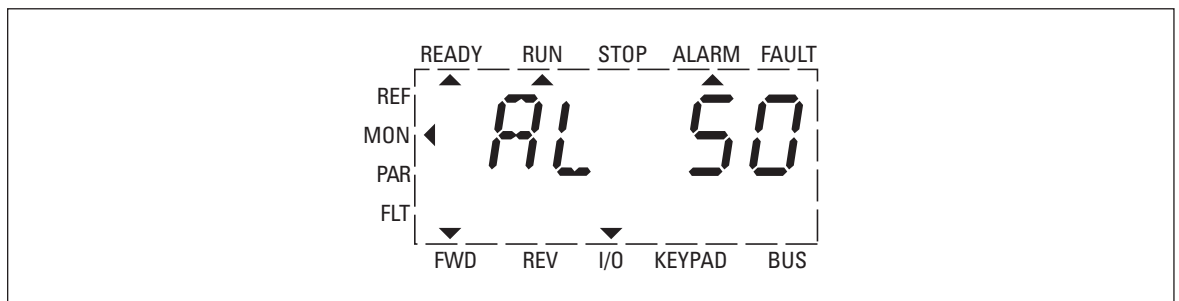 READY RUN STOP ALARM FAULT
REF
MON
PAR
FLT
AL 50
FWD REV I/O KEYPAD BUS